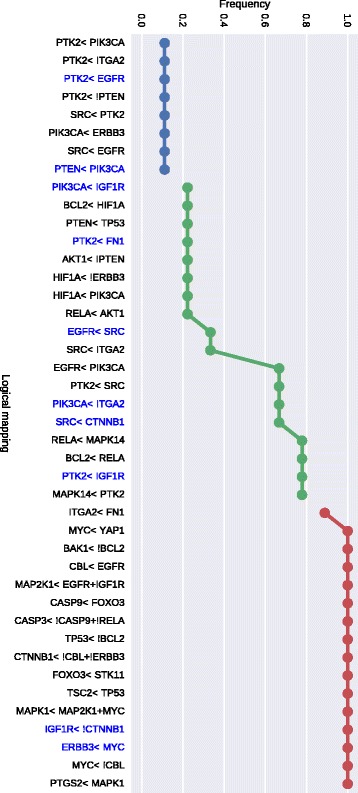 Frequency
0.0 0.2 0.4 0.6 0.8 1.0
Logical mapping
PTK2< PIK3CA
PTK2< ITGA2
PTK2< EGFR
PTK2< !PTEN
SRC< PTK2
PIK3CA< ERBB3
SRC< EGFR
PTEN< PIK3CA
PIK3CA< IGF1R
BCL2< HIF1A
PTEN< TP53
PTK2< FN1
AKT1< !PTEN
HIF1A< !ERBB3
HIF1A< PIK3CA
RELA< AKT1
EGFR< SRC
SRC< ITGA2
EGFR< PIK3CA
PTK2< SRC
PIK3CA< ITGA2
SRC< CTNNB1
RELA< MAPK14
BCL2< RELA
PTK2< IGF1R
MAPK14< PTK2
ITGA2< FN1
MYC< YAP1
BAK1< !BCL2
CBL< EGFR
MAP2K1< EGFR+IGF1R
CASP9< FOXO3
CASP3< !CASP9+!RELA
TP53< !BCL2
CTNNB1< !CBL+!ERBB3
FOXO3< STK11
TSC2< TP53
MAPK1< MAP2K1+MYC
IGF1R< !CTNNB1
ERBB3< MYC
MYC< !CBL
PTGS2< MAPK1